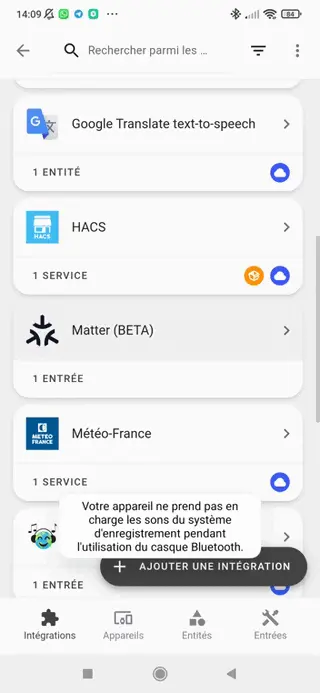 14:09
84
Rechercher parmi les ...
Google Translate text-to-speech
1 ENTITÉ
HACS
HACS
1 SERVICE
Matter (BETA)
1 ENTRÉE
METEO
FRANCE
Météo-France
1 SERVICE
Votre appareil ne prend pas en
charge les sons du système
d'enregistrement pendant
l'utilisation du casque Bluetooth.
1 ENTRÉE
AJOUTER UNE INTÉGRATION
Intégrations
Appareils
Entités
Entrées